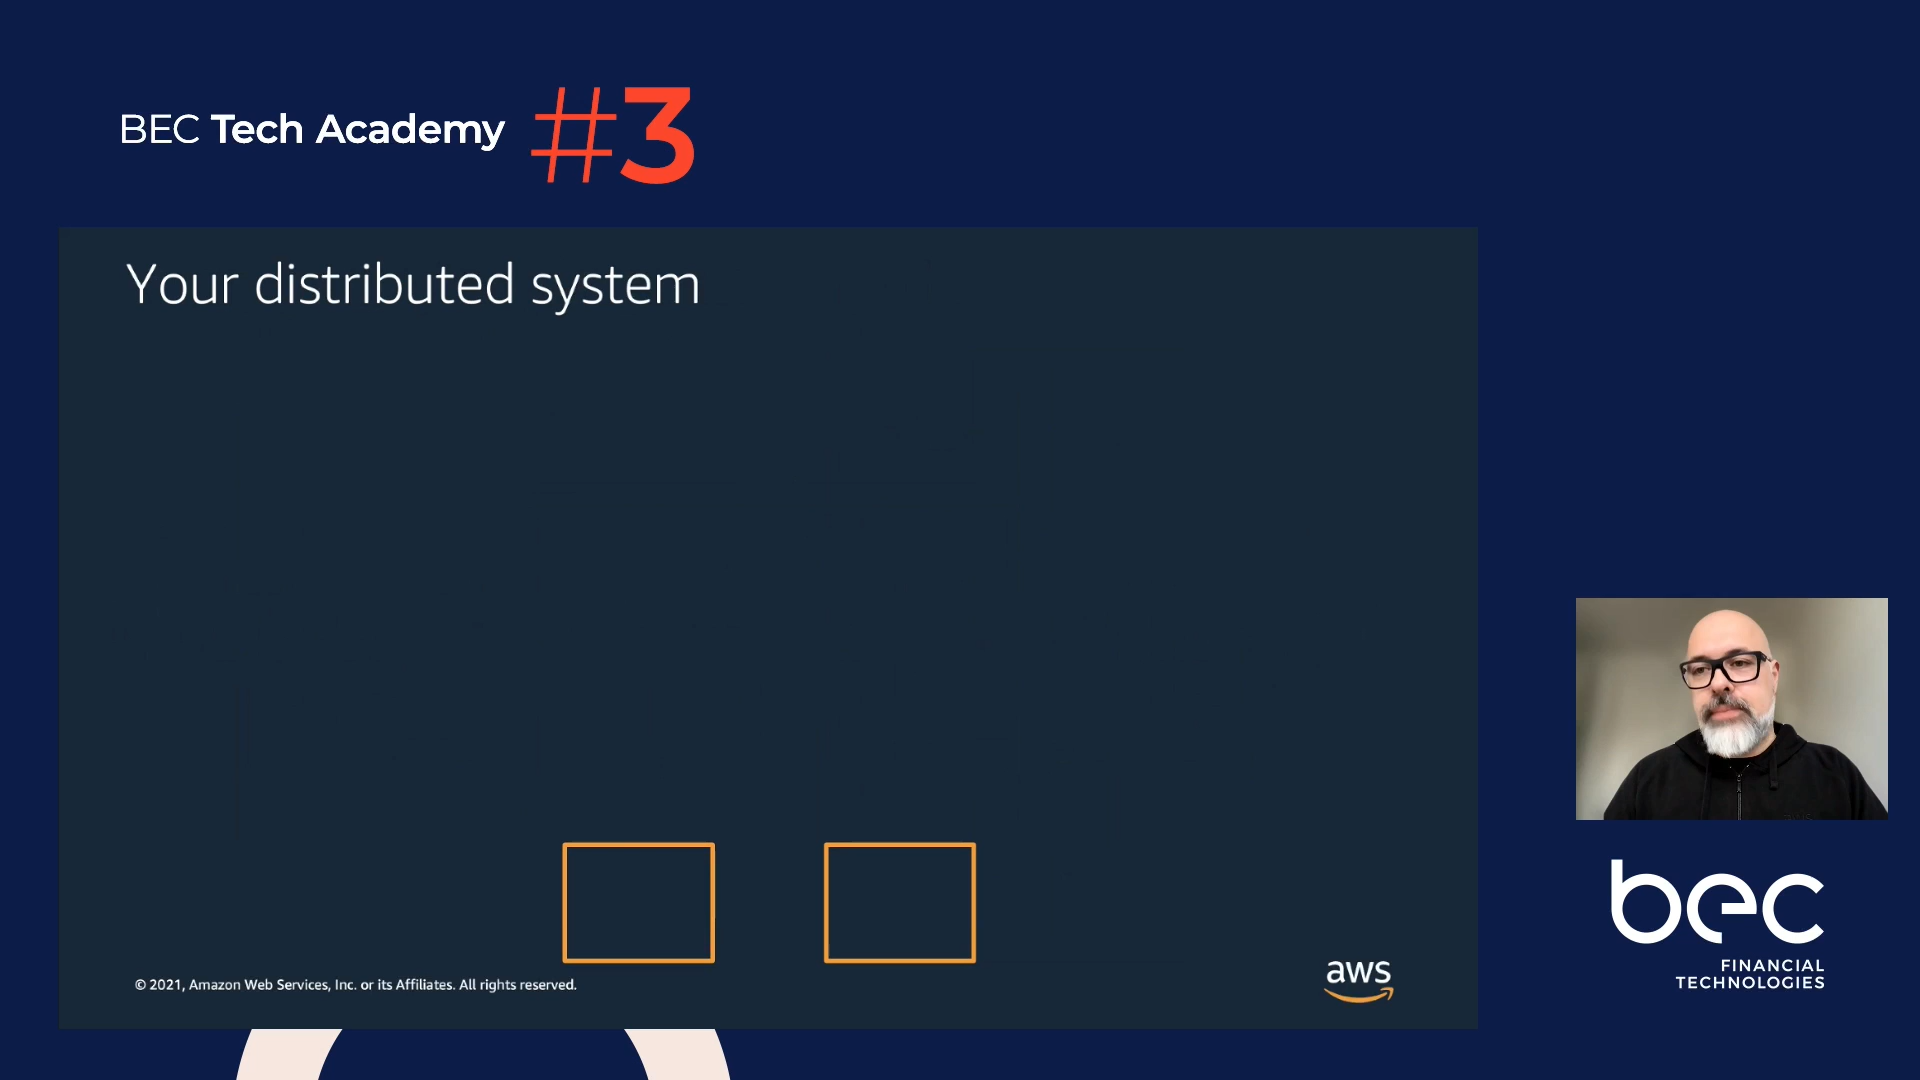 BEC Tech Academy #3
Your distributed system
© 2021, Amazon Web Services, Inc. or its Affiliates. All rights reserved.
aws
bec
FINANCIAL
TECHNOLOGIES